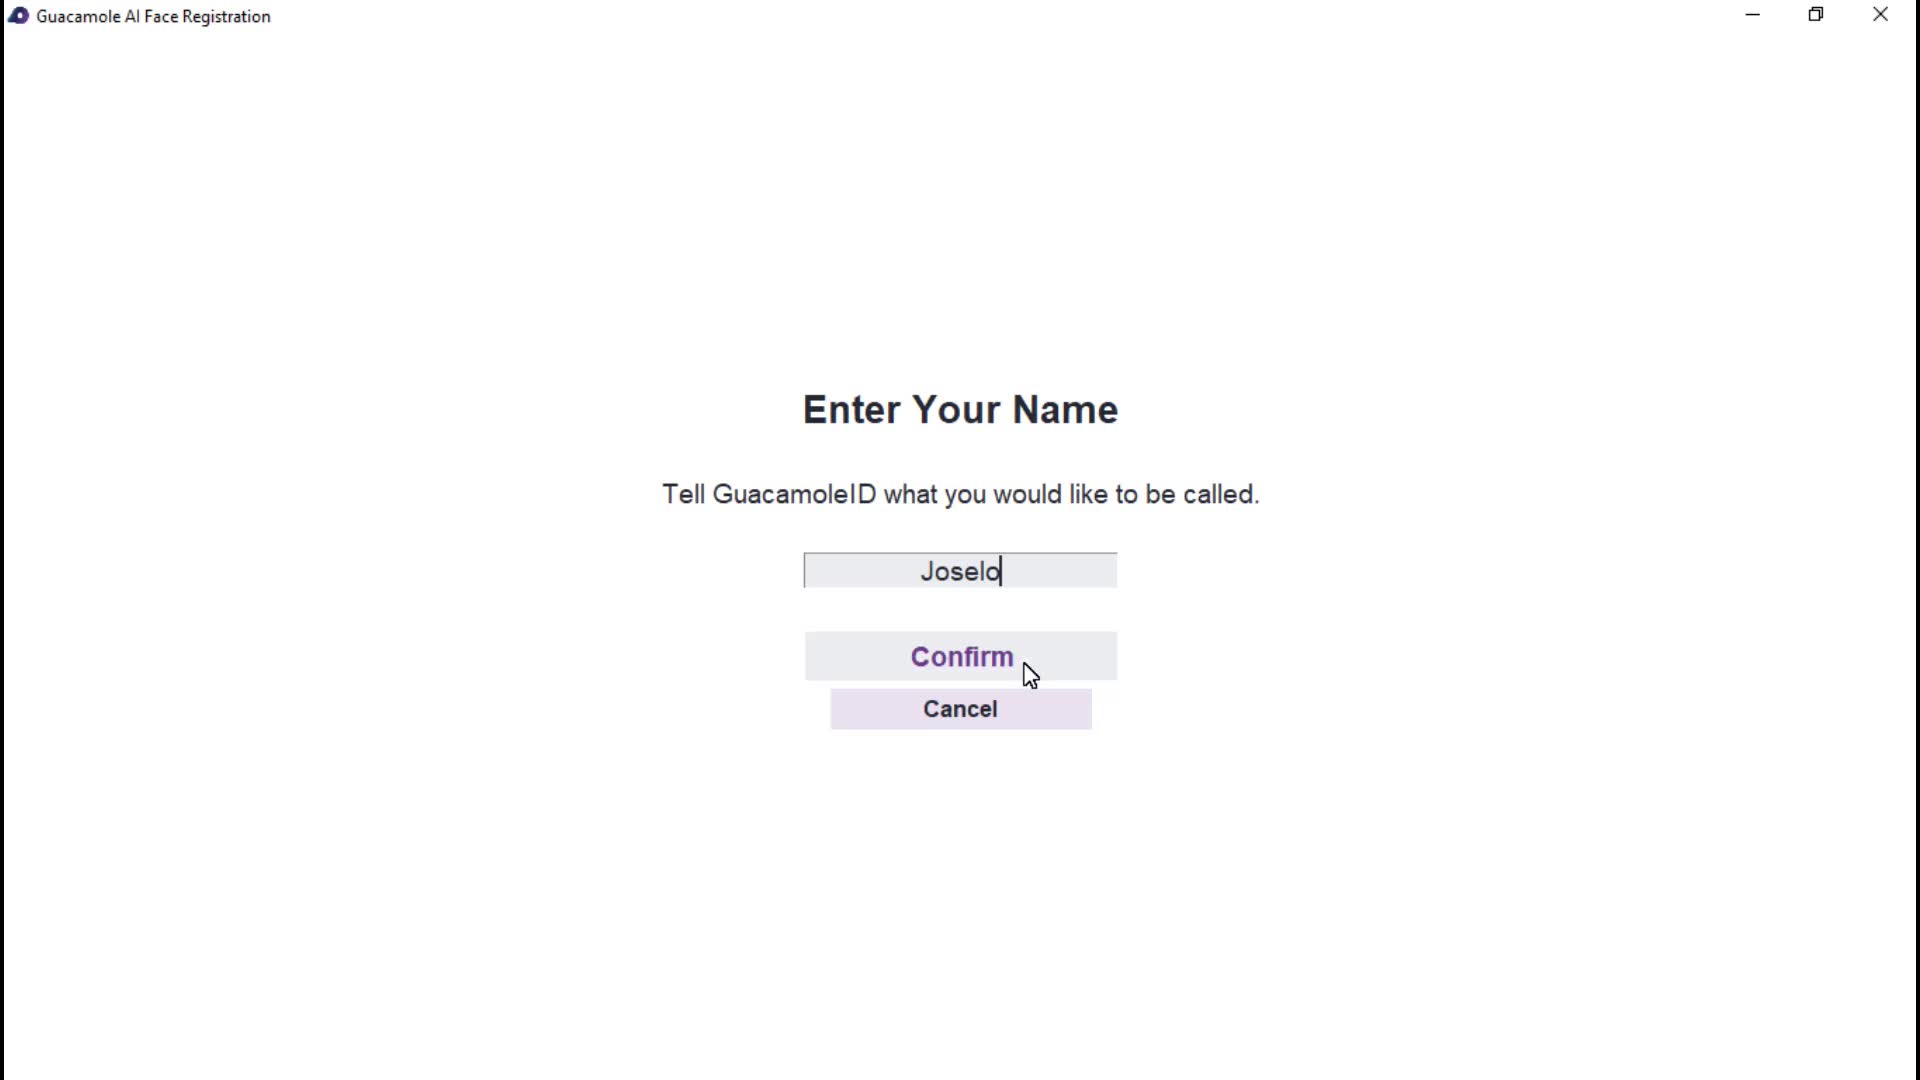 Guacamole AI Face Registration
Enter Your Name
Tell GuacamoleID what you would like to be called.
Joselo
Confirm
Cancel